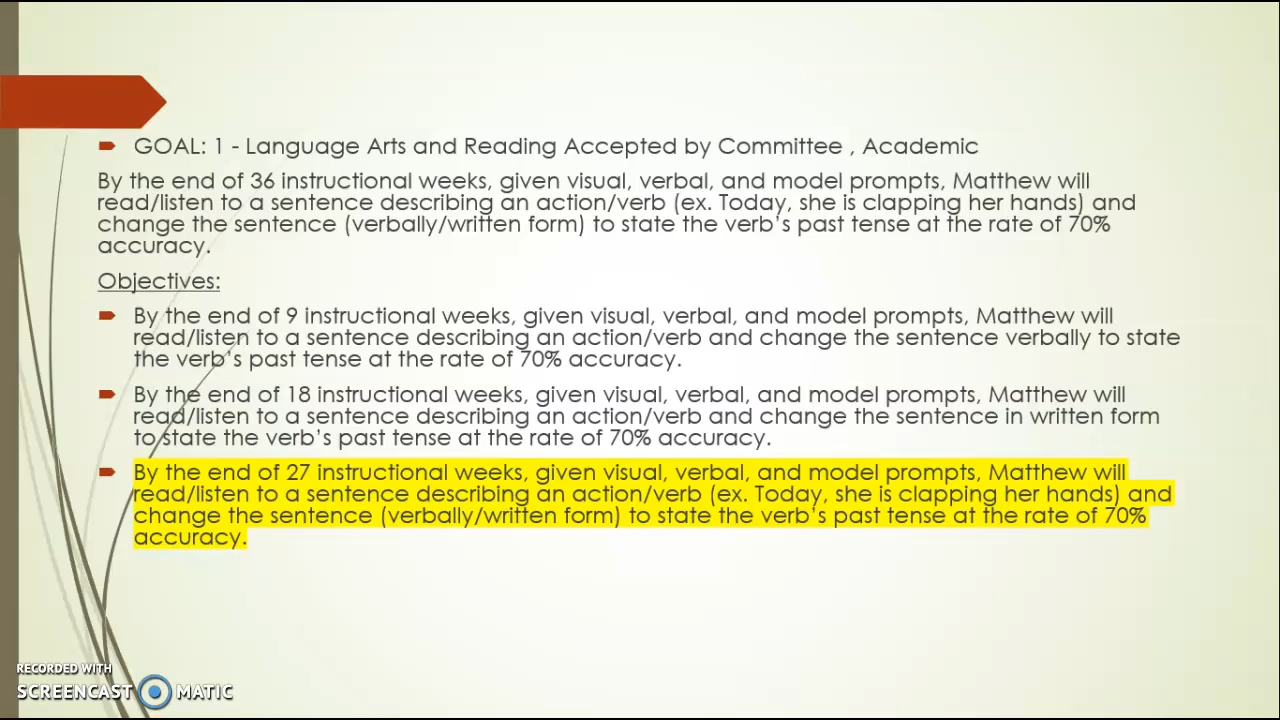 GOAL: 1 - Language Arts and Reading Accepted by Committee , Academic
By the end of 36 instructional weeks, given visual, verbal, and model prompts, Matthew will
read/listen to a sentence describing an action/verb (ex. Today, she is clapping her hands) and
change the sentence (verbally/written form) to state the verb's past tense at the rate of 70%
accuracy.
Objectives:
By the end of 9 instructional weeks, given visual, verbal, and model prompts, Matthew will
read/listen to a sentence describing an action/verb and change the sentence verbally to state
the verb's past tense at the rate of 70% accuracy.
By the end of 18 instructional weeks, given visual, verbal, and model prompts, Matthew will
read/listen to a sentence describing an action/verb and change the sentence in written form
to state the verb's past tense at the rate of 70% accuracy.
By the end of 27 instructional weeks, given visual, verbal, and model prompts, Matthew will
read/listen to a sentence describing an action/verb (ex. Today, she is clapping her hands) and
change the sentence (verbally/written form) to state the verb's past tense at the rate of 70%
accuracy.
RECORDED WITH
SCREENCAST MATIC